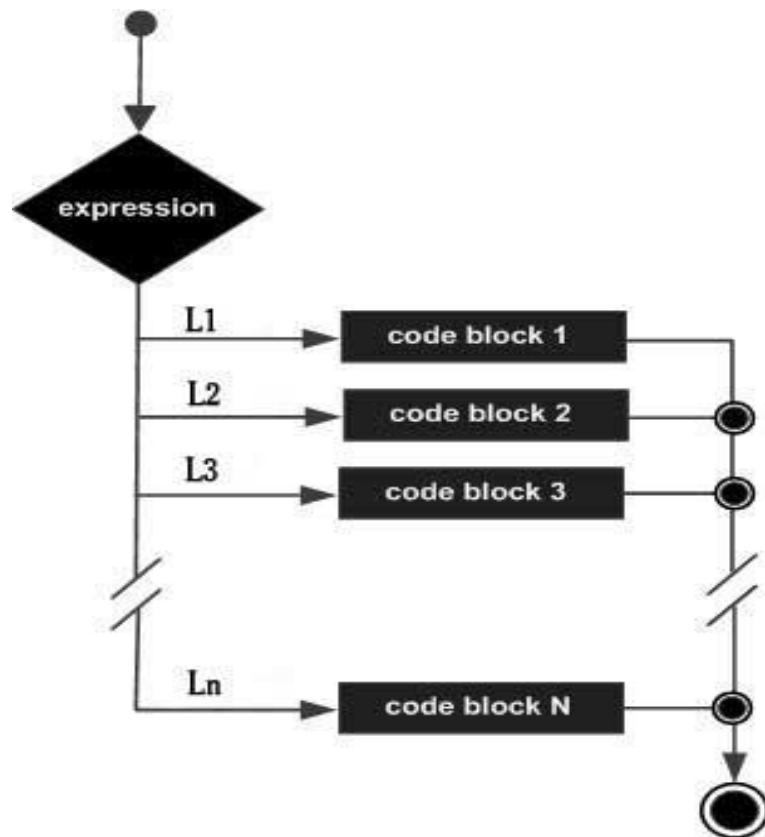 expression
L1
code block 1
L2
code block 2
L3
code block 3
Ln
code block N